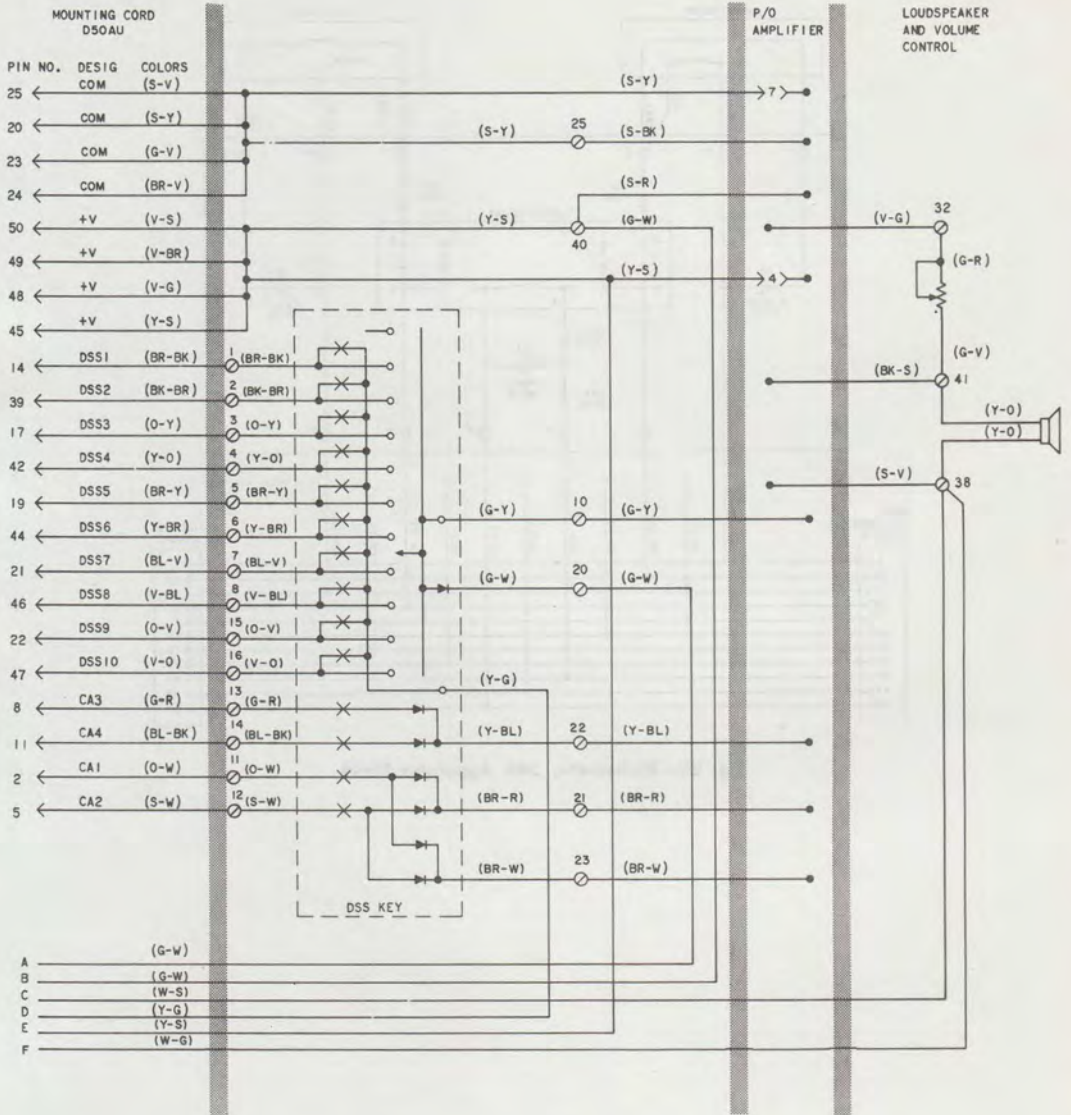 MOUNTING CORD
D50AU
P/O
AMPLIFIER
LOUDSPEAKER
AND VOLUME
CONTROL
PIN NO. DESIG COLORS
25 COM (S-V) (S-Y) 7
20 COM (S-Y)
(S-Y) 25 (S-BK)
23 COM (G-V)
24 COM (BR-V) (S-R)
50 +V (V-S) (Y-S) 40 (G-W) (V-G) 32
49 +V (V-BR)
(G-R)
(Y-S) 4
48 +V (V-G)
45 +V (Y-S)
14 DSS1 (BR-BK) 1 (BR-BK)
(G-V)
(BK-S) 41
39 DSS2 (BK-BR) 2 (BK-BR)
(Y-O)
17 DSS3 (O-Y) 3 (O-Y)
(Y-O)
42 DSS4 (Y-O) 4 (Y-O)
(S-V) 38
19 DSS5 (BR-Y) 5 (BR-Y)
(G-Y) 10 (G-Y)
44 DSS6 (Y-BR) 6 (Y-BR)
21 DSS7 (BL-V) 7 (BL-V)
(G-W) 20 (G-W)
46 DSS8 (V-BL) 8 (V-BL)
22 DSS9 (O-V) 15 (O-V)
47 DSS10 (V-O) 16 (V-O)
(Y-G)
8 CA3 (G-R) 13 (G-R)
11 CA4 (BL-BK) 14 (BL-BK) (Y-BL) 22 (Y-BL)
2 CA1 (O-W) 11 (O-W)
5 CA2 (S-W) 12 (S-W) (BR-R) 21 (BR-R)
(BR-W) 23 (BR-W)
DSS KEY
A (G-W)
B (G-W)
C (W-S)
D (Y-G)
E (Y-S)
F (W-G)